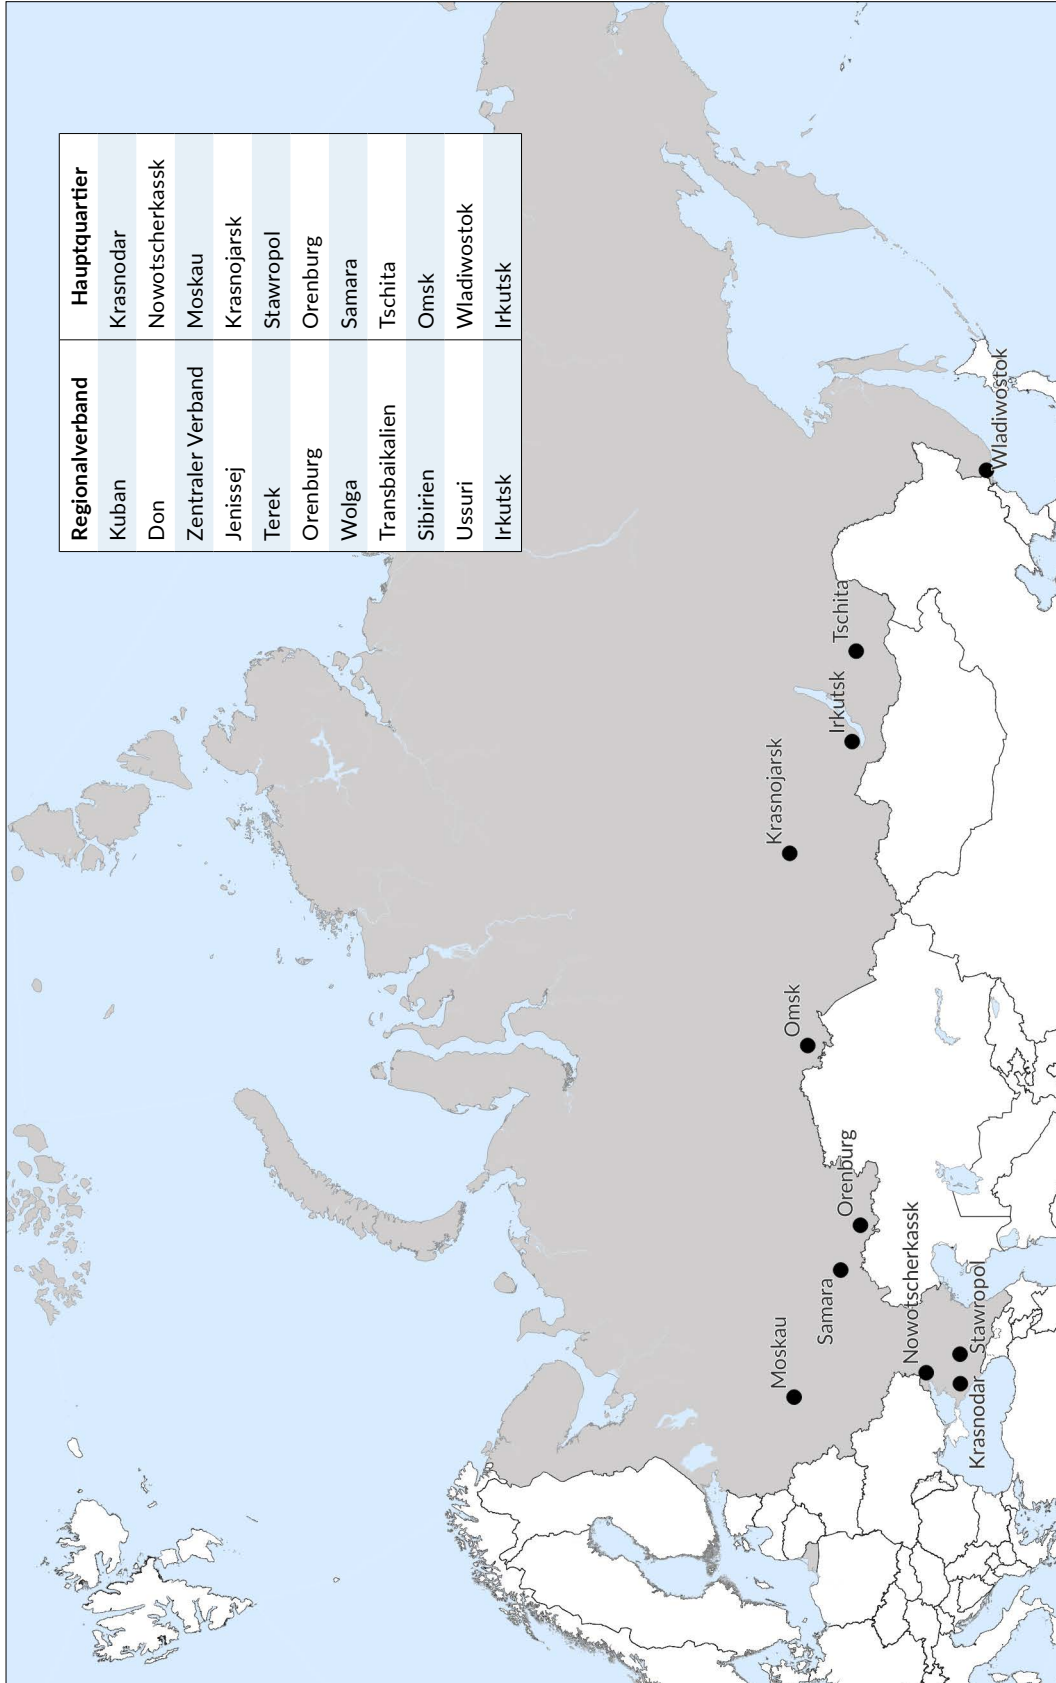 Regionalverband Hauptquartier
Kuban Krasnodar
Don Nowotscherkassk
Zentraler Verband Moskau
Jenissej Krasnojarsk
Terek Stawropol
Orenburg Orenburg
Wolga Samara
Transbaikalien Tschita
Sibirien Omsk
Ussuri Wladiwostok
Irkutsk Irkutsk
Moskau
Samara
Orenburg
Omsk
Krasnojarsk
Irkutsk
Tschita
Wladiwostok
Nowotscherkassk
Krasnodar
Stawropol